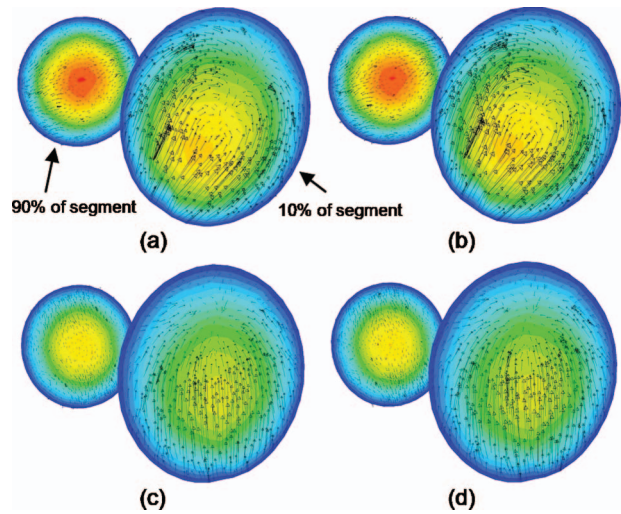 90% of segment
10% of segment
(a)
(b)
(c)
(d)